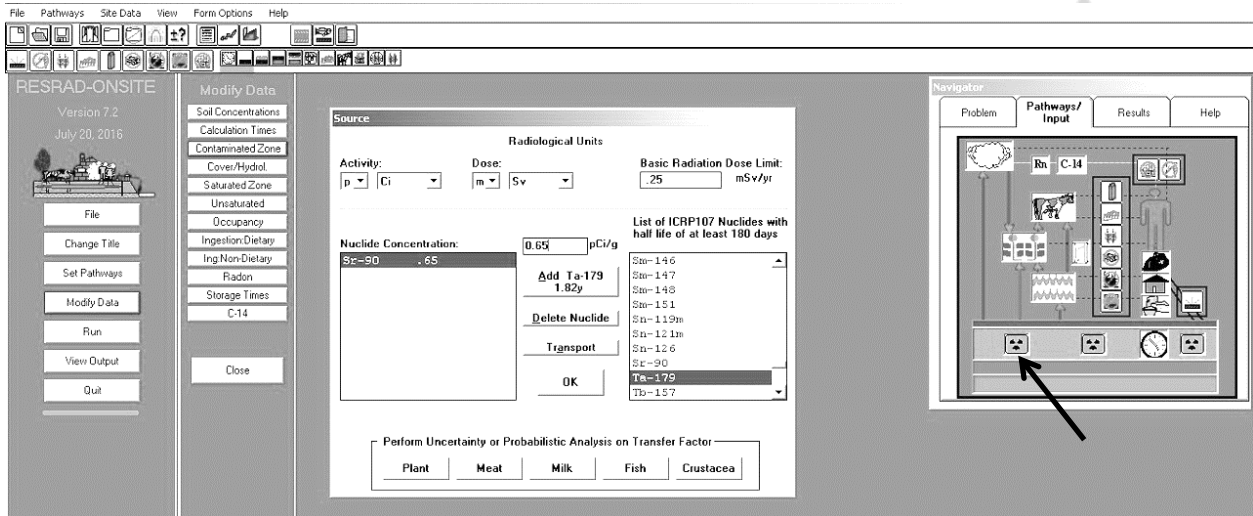 File Pathways Site Data View Form Options Help
±?
RESRAD-ONSITE
Version 7.2
July 20, 2016
File
Change Title
Set Pathways
Modify Data
Run
View Output
Quit
Modify Data
Soil Concentrations
Calculation Times
Contaminated Zone
Cover/Hydrol.
Saturated Zone
Unsaturated
Occupancy
Ingestion:Dietary
Ing:Non-Dietary
Radon
Storage Times
C-14
Close
Source
Radiological Units
Activity: Dose: Basic Radiation Dose Limit:
p Ci m Sv .25 mSv/yr
List of ICRP107 Nuclides with
half life of at least 180 days
Nuclide Concentration: 0.65 pCi/g
Sr-90 .65
Add Ta-179
1.82y
Delete Nuclide
Transport
OK
Sm-146
Sm-147
Sm-148
Sm-151
Sn-119m
Sn-121m
Sn-126
Sr-90
Ta-179
Tb-157
Perform Uncertainty or Probabilistic Analysis on Transfer Factor
Plant Meat Milk Fish Crustacea
Navigator
Problem Pathways/ Results Help
Input
Rn C-14